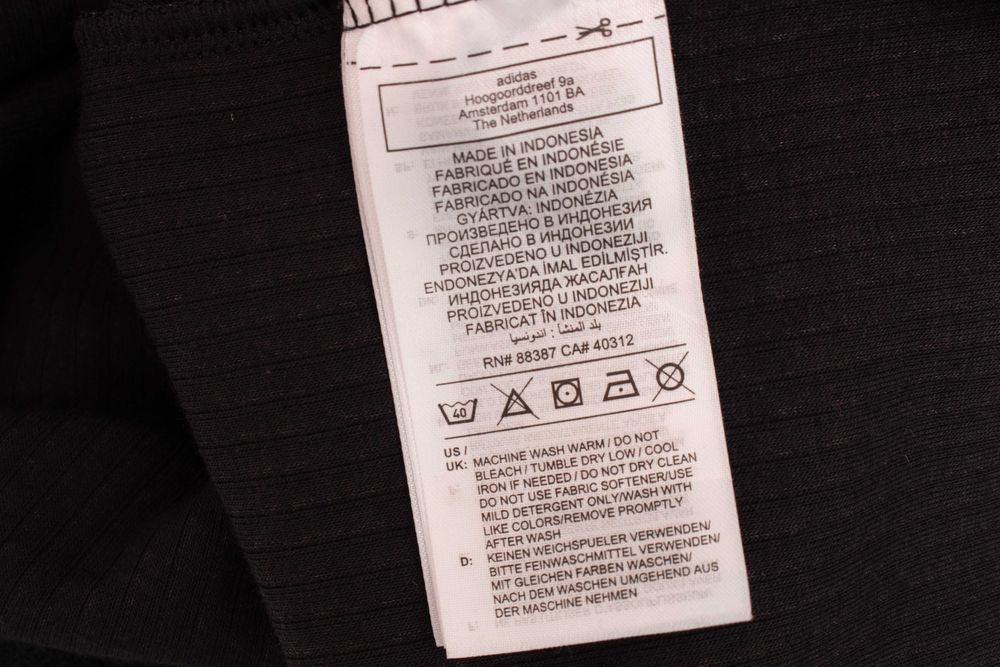 adidas
Hoogoorddreef 9a
Amsterdam 1101 BA
The Netherlands
MADE IN INDONESIA
FABRIQUÉ EN INDONÉSIE
FABRICADO EN INDONESIA
FABRICADO NA INDONÉSIA
GYÁRTVA: INDONÉZIA
ПРОИЗВЕДЕНО В ИНДОНЕЗИЯ
СДЕЛАНО В ИНДОНЕЗИИ
PROIZVEDENO U INDONEZIJI
ENDONEZYA'DA İMAL EDİLMİŞTİR.
ИНДОНЕЗИЯДА ЖАСАЛҒАН
PROIZVEDENO U INDONEZIJI
FABRICAT ÎN INDONEZIA
بلد المنشأ : اندونسيا
RN# 88387 CA# 40312
40
US /
UK: MACHINE WASH WARM / DO NOT
BLEACH / TUMBLE DRY LOW / COOL
IRON IF NEEDED / DO NOT DRY CLEAN
DO NOT USE FABRIC SOFTENER/USE
MILD DETERGENT ONLY/WASH WITH
LIKE COLORS/REMOVE PROMPTLY
AFTER WASH
D: KEINEN WEICHSPUELER VERWENDEN/
BITTE FEINWASCHMITTEL VERWENDEN/
MIT GLEICHEN FARBEN WASCHEN/
NACH DEM WASCHEN UMGEHEND AUS
DER MASCHINE NEHMEN